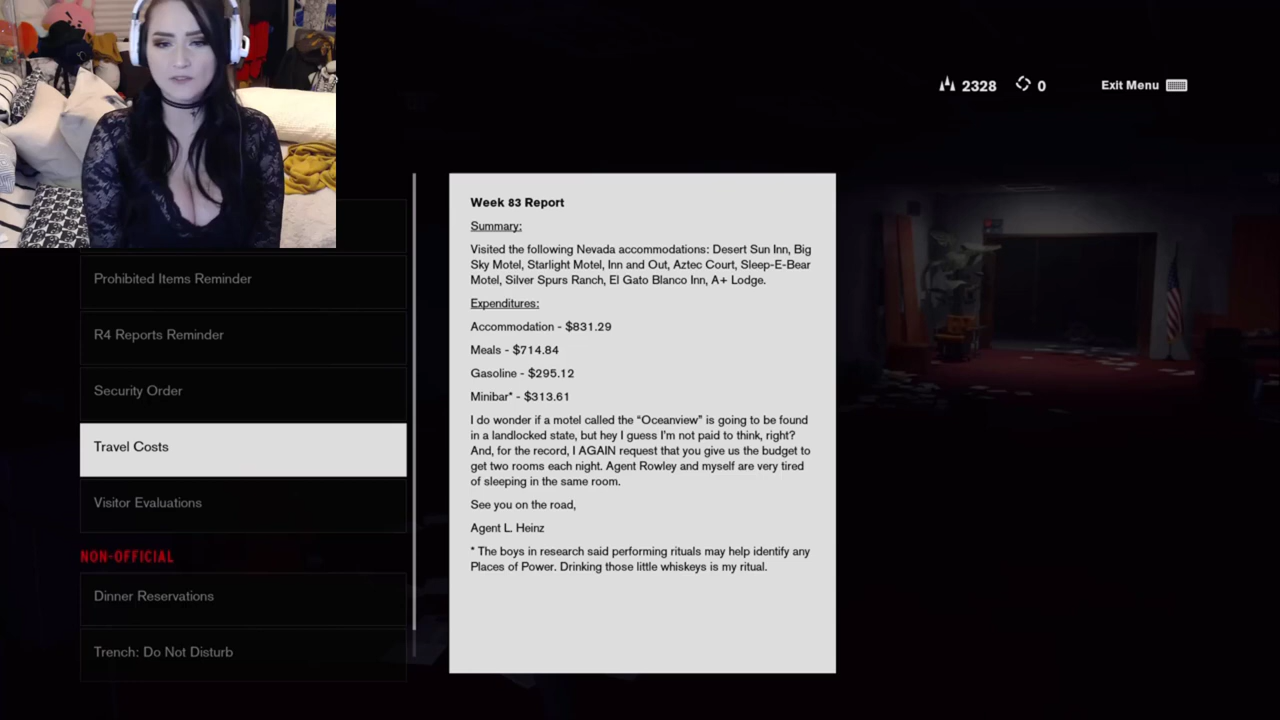 2328
0
Exit Menu
Prohibited Items Reminder
R4 Reports Reminder
Security Order
Travel Costs
Visitor Evaluations
NON-OFFICIAL
Dinner Reservations
Trench: Do Not Disturb
Week 83 Report
Summary:
Visited the following Nevada accommodations: Desert Sun Inn, Big
Sky Motel, Starlight Motel, Inn and Out, Aztec Court, Sleep-E-Bear
Motel, Silver Spurs Ranch, El Gato Blanco Inn, A+ Lodge.
Expenditures:
Accommodation - $831.29
Meals - $714.84
Gasoline - $295.12
Minibar* - $313.61
I do wonder if a motel called the “Oceanview” is going to be found
in a landlocked state, but hey I guess I'm not paid to think, right?
And, for the record, I AGAIN request that you give us the budget to
get two rooms each night. Agent Rowley and myself are very tired
of sleeping in the same room.
See you on the road,
Agent L. Heinz
* The boys in research said performing rituals may help identify any
Places of Power. Drinking those little whiskeys is my ritual.